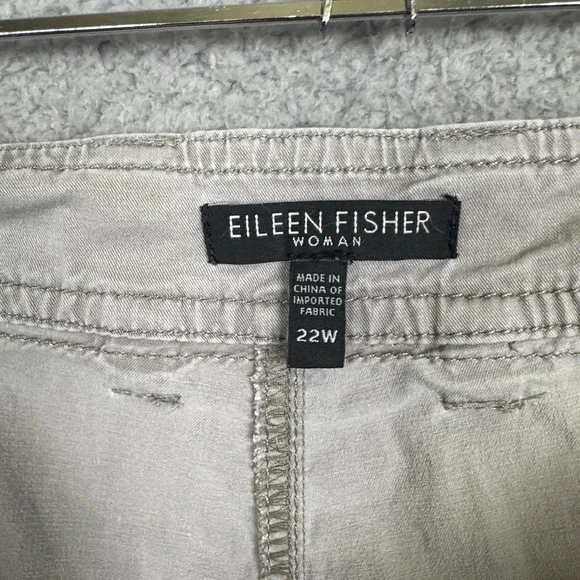 EILEEN FISHER
WOMAN
MADE IN
CHINA OF
IMPORTED
FABRIC
22W